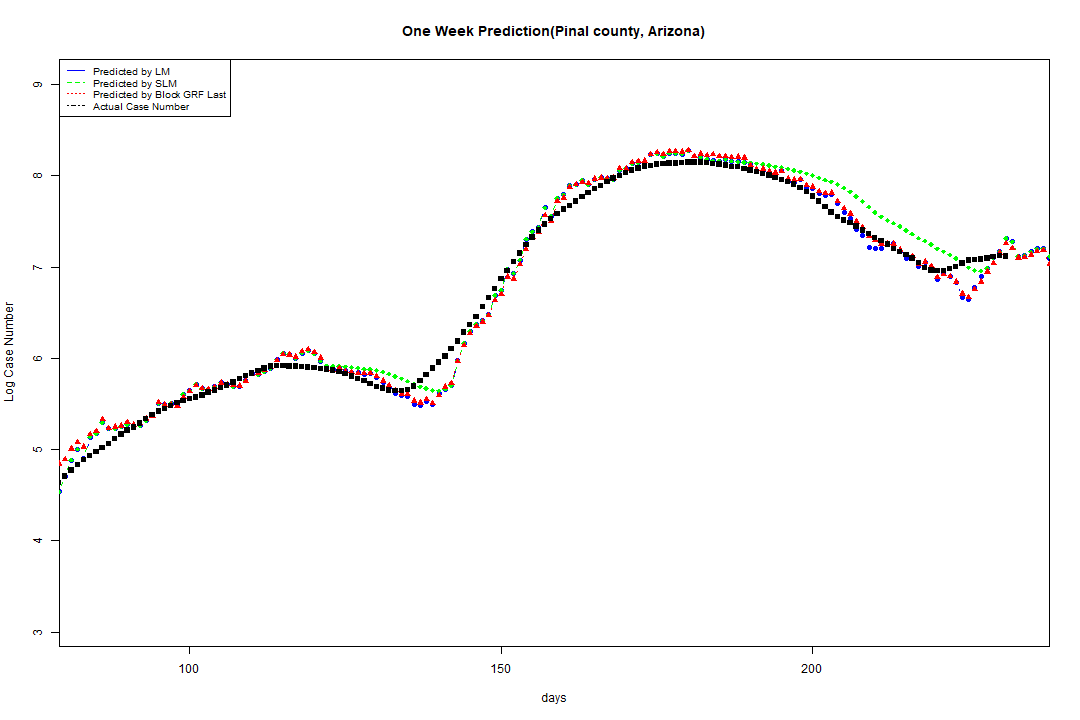 One Week Prediction(Pinal county, Arizona)
Predicted by LM
Predicted by SLM
Predicted by Block GRF Last
Actual Case Number
9
8
7
6
5
4
3
Log Case Number
100
150
200
days